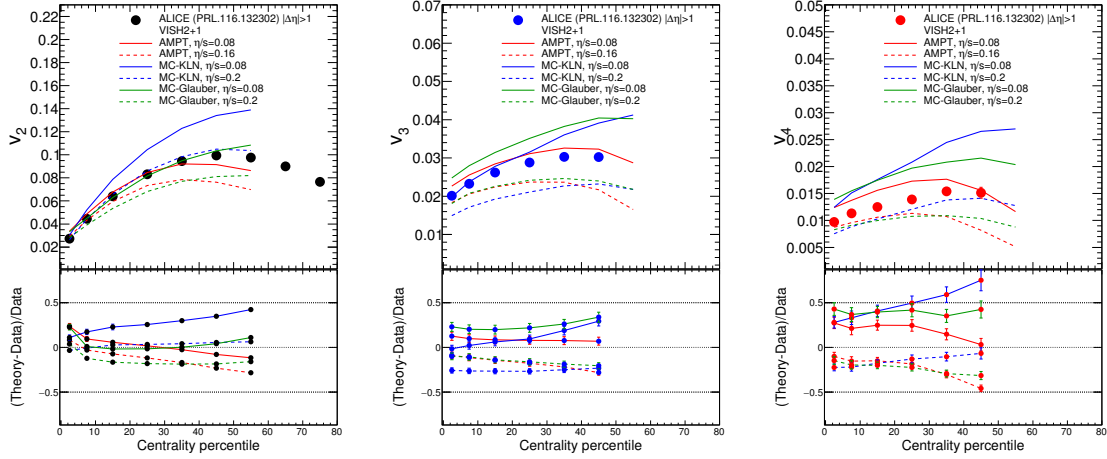 ALICE (PRL.116.132302) |Δη|>1
VISH2+1
AMPT, η/s=0.08
AMPT, η/s=0.16
MC-KLN, η/s=0.08
MC-KLN, η/s=0.2
MC-Glauber, η/s=0.08
MC-Glauber, η/s=0.2
v2
0.22
0.2
0.18
0.16
0.14
0.12
0.1
0.08
0.06
0.04
0.02
(Theory-Data)/Data
0.5
0
−0.5
0 10 20 30 40 50 60 70 80
Centrality percentile
ALICE (PRL.116.132302) |Δη|>1
VISH2+1
AMPT, η/s=0.08
AMPT, η/s=0.16
MC-KLN, η/s=0.08
MC-KLN, η/s=0.2
MC-Glauber, η/s=0.08
MC-Glauber, η/s=0.2
v3
0.07
0.06
0.05
0.04
0.03
0.02
0.01
(Theory-Data)/Data
0.5
0
−0.5
0 10 20 30 40 50 60 70 80
Centrality percentile
ALICE (PRL.116.132302) |Δη|>1
VISH2+1
AMPT, η/s=0.08
AMPT, η/s=0.16
MC-KLN, η/s=0.08
MC-KLN, η/s=0.2
MC-Glauber, η/s=0.08
MC-Glauber, η/s=0.2
v4
0.04
0.035
0.03
0.025
0.02
0.015
0.01
0.005
(Theory-Data)/Data
0.5
0
−0.5
0 10 20 30 40 50 60 70 80
Centrality percentile